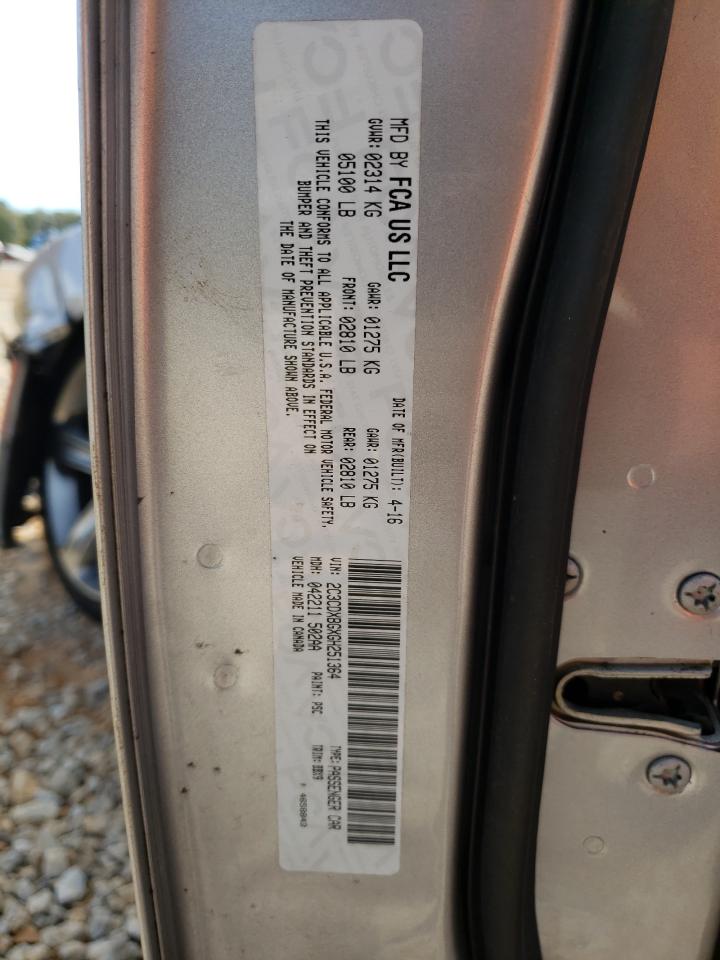 MFD BY FCA US LLC DATE OF MFR(BUILT): 4-16
GVWR: 02314 KG GAWR: 01275 KG GAWR: 01275 KG
05100 LB FRONT: 02810 LB REAR: 02810 LB
THIS VEHICLE CONFORMS TO ALL APPLICABLE U.S.A. FEDERAL MOTOR VEHICLE SAFETY,
BUMPER AND THEFT PREVENTION STANDARDS IN EFFECT ON
THE DATE OF MANUFACTURE SHOWN ABOVE.
VIN: 2C3CDXBGXGH251364 TYPE: PASSENGER CAR
MDH: 042211 502AA PAINT: PSC TRIM:
VEHICLE MADE IN CANADA